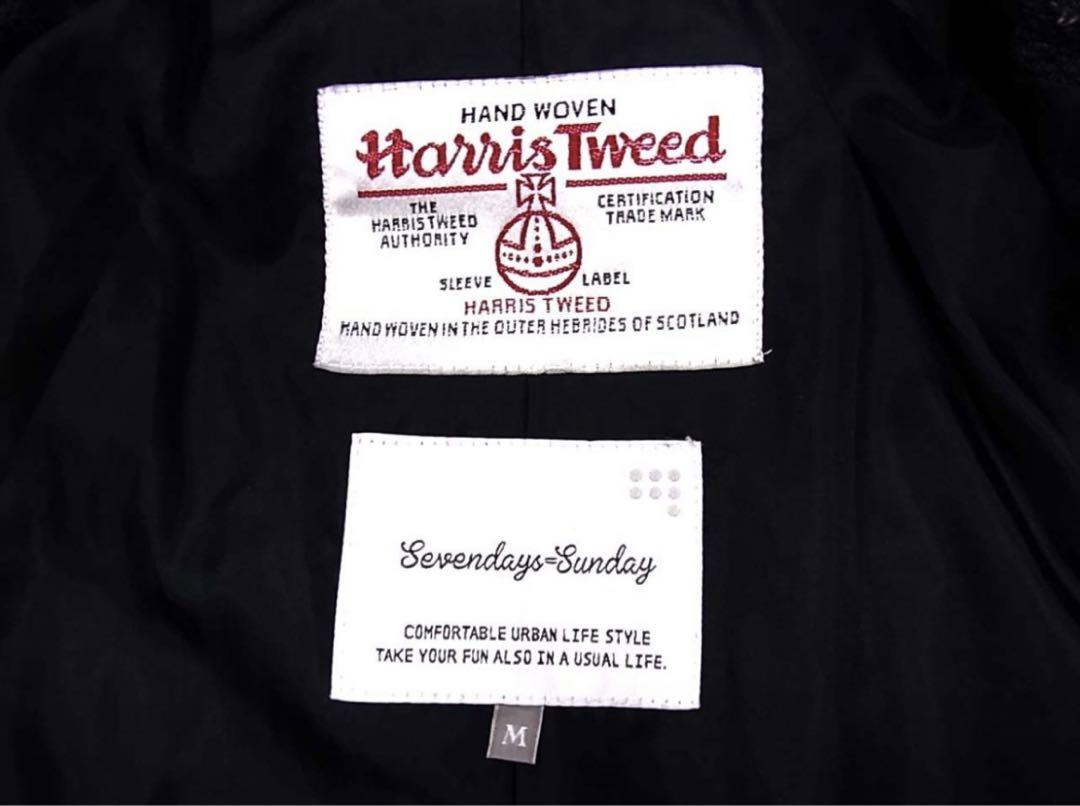 HAND WOVEN
Harris Tweed
THE
HARRIS TWEED
AUTHORITY
CERTIFICATION
TRADE MARK
SLEEVE LABEL
HARRIS TWEED
HAND WOVEN IN THE OUTER HEBRIDES OF SCOTLAND
Sevendays=Sunday
COMFORTABLE URBAN LIFE STYLE
TAKE YOUR FUN ALSO IN A USUAL LIFE.
M